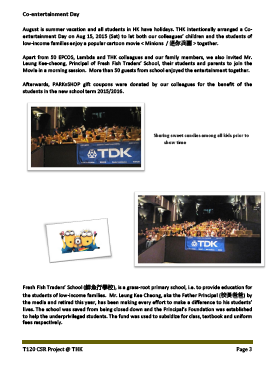 Co-entertainment Day
August is summer vacation and all students in HK have holidays. THK intentionally arranged a Co-
entertainment Day on Aug 15, 2015 (Sat) to let both our colleagues' children and the students of
low-income families enjoy a popular cartoon movie < Minions / 迷你兵團 > together.
Apart from 50 EPCOS, Lambda and THK colleagues and our family members, we also invited Mr.
Leung Kee-cheong, Principal of Fresh Fish Traders' School, their students and parents to join the
Movie in a morning session. More than 50 guests from school enjoyed the entertainment together.
Afterwards, PARKnSHOP gift coupons were donated by our colleagues for the benefit of the
students in the new school term 2015/2016.
Sharing sweet candies among all kids prior to
show time
TDK
TDK
Fresh Fish Traders' School (鮮魚行學校), is a grass-root primary school, i.e. to provide education for
the students of low-income families. Mr. Leung Kee Cheong, aka the Father Principal (校長爸爸) by
the media and retired this year, has been making every effort to make a difference to his students'
lives. The school was saved from being closed down and the Principal's Foundation was established
to help the underprivileged students. The fund was used to subsidize for class, textbook and uniform
fees respectively.
T120 CSR Project @ THK
Page 3